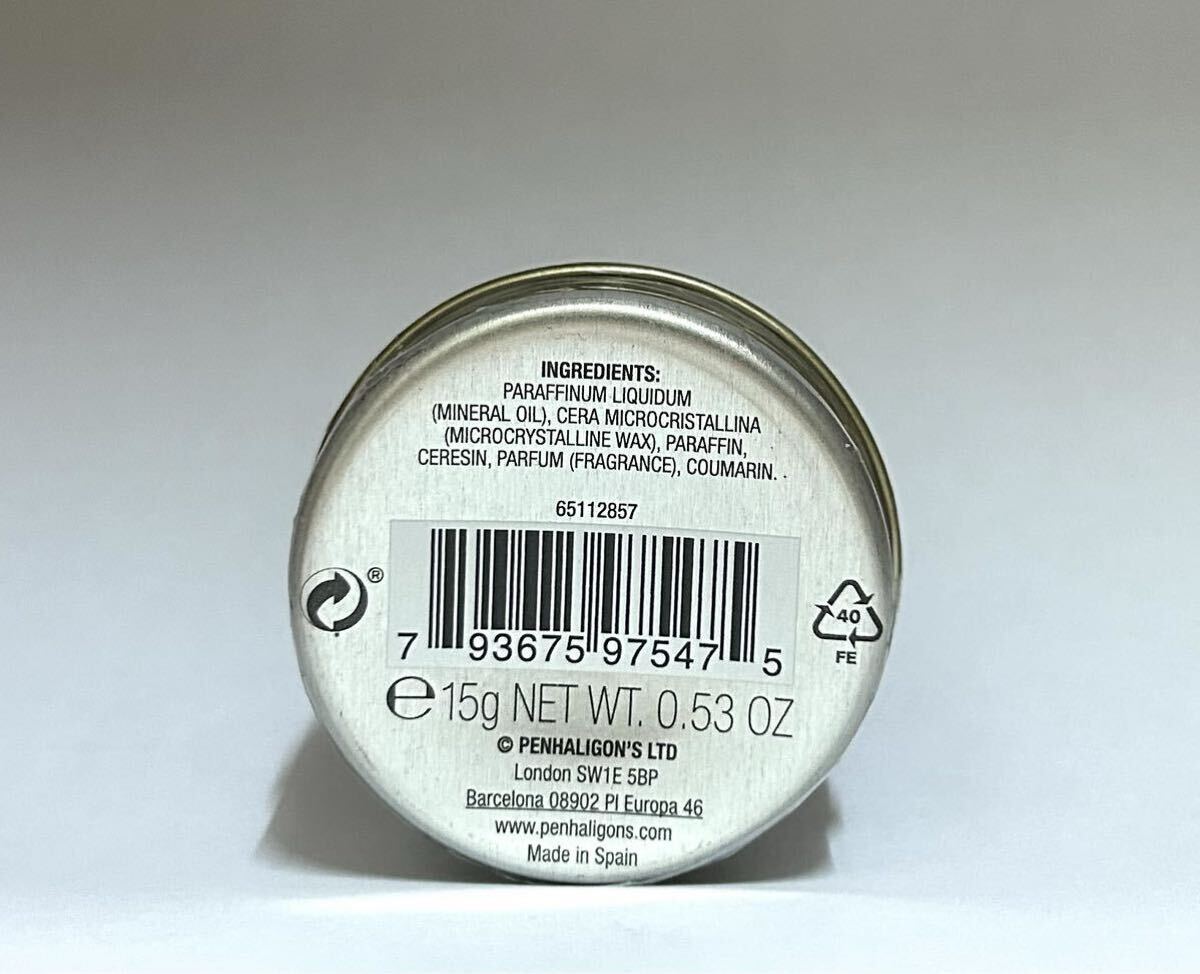 INGREDIENTS:
PARAFFINUM LIQUIDUM
(MINERAL OIL), CERA MICROCRISTALLINA
(MICROCRYSTALLINE WAX), PARAFFIN,
CERESIN, PARFUM (FRAGRANCE), COUMARIN.
65112857
®
7 93675 97547 5
40
FE
℮ 15g NET WT. 0.53 OZ
© PENHALIGON'S LTD
London SW1E 5BP
Barcelona 08902 Pl Europa 46
www.penhaligons.com
Made in Spain